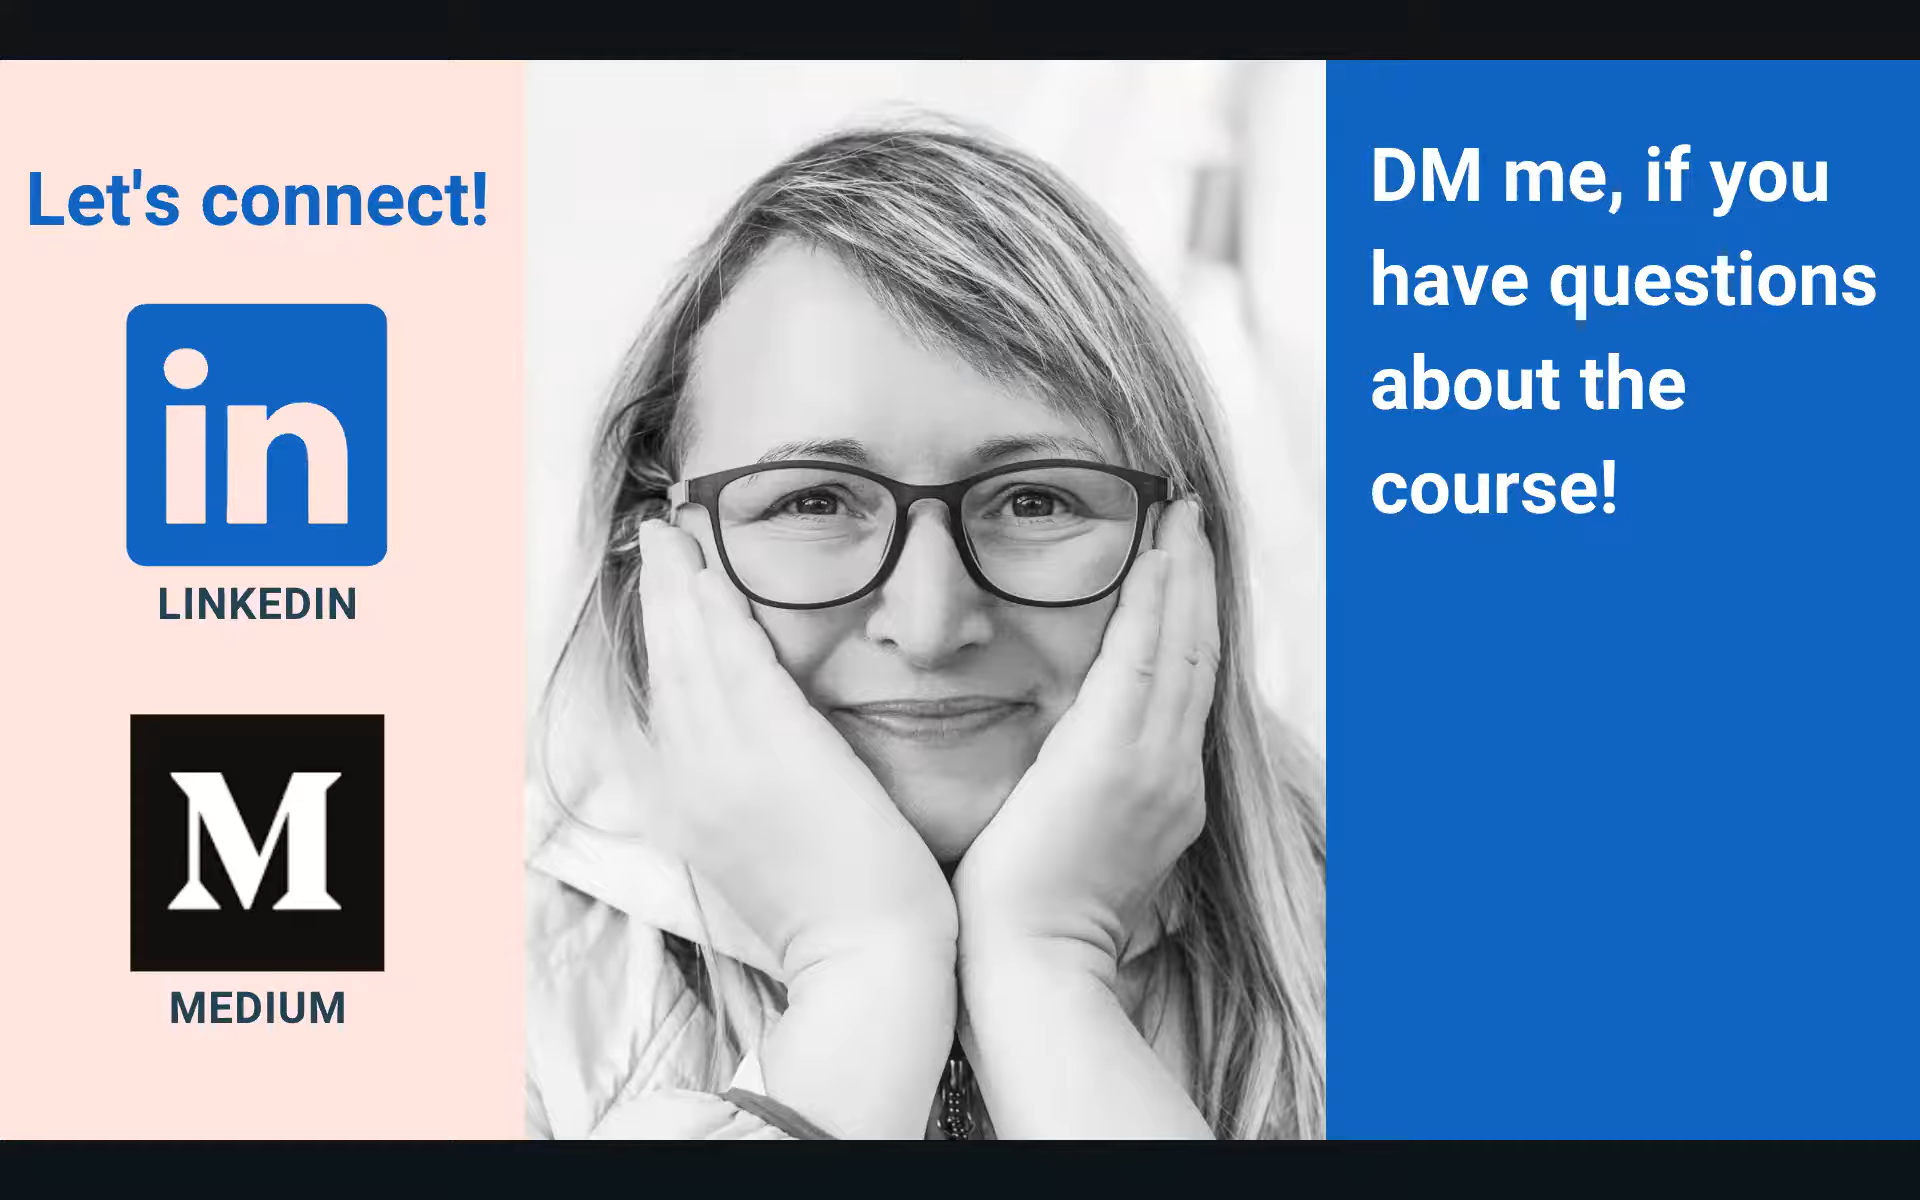 Let's connect!
in
LINKEDIN
M
MEDIUM
DM me, if you
have questions
about the
course!